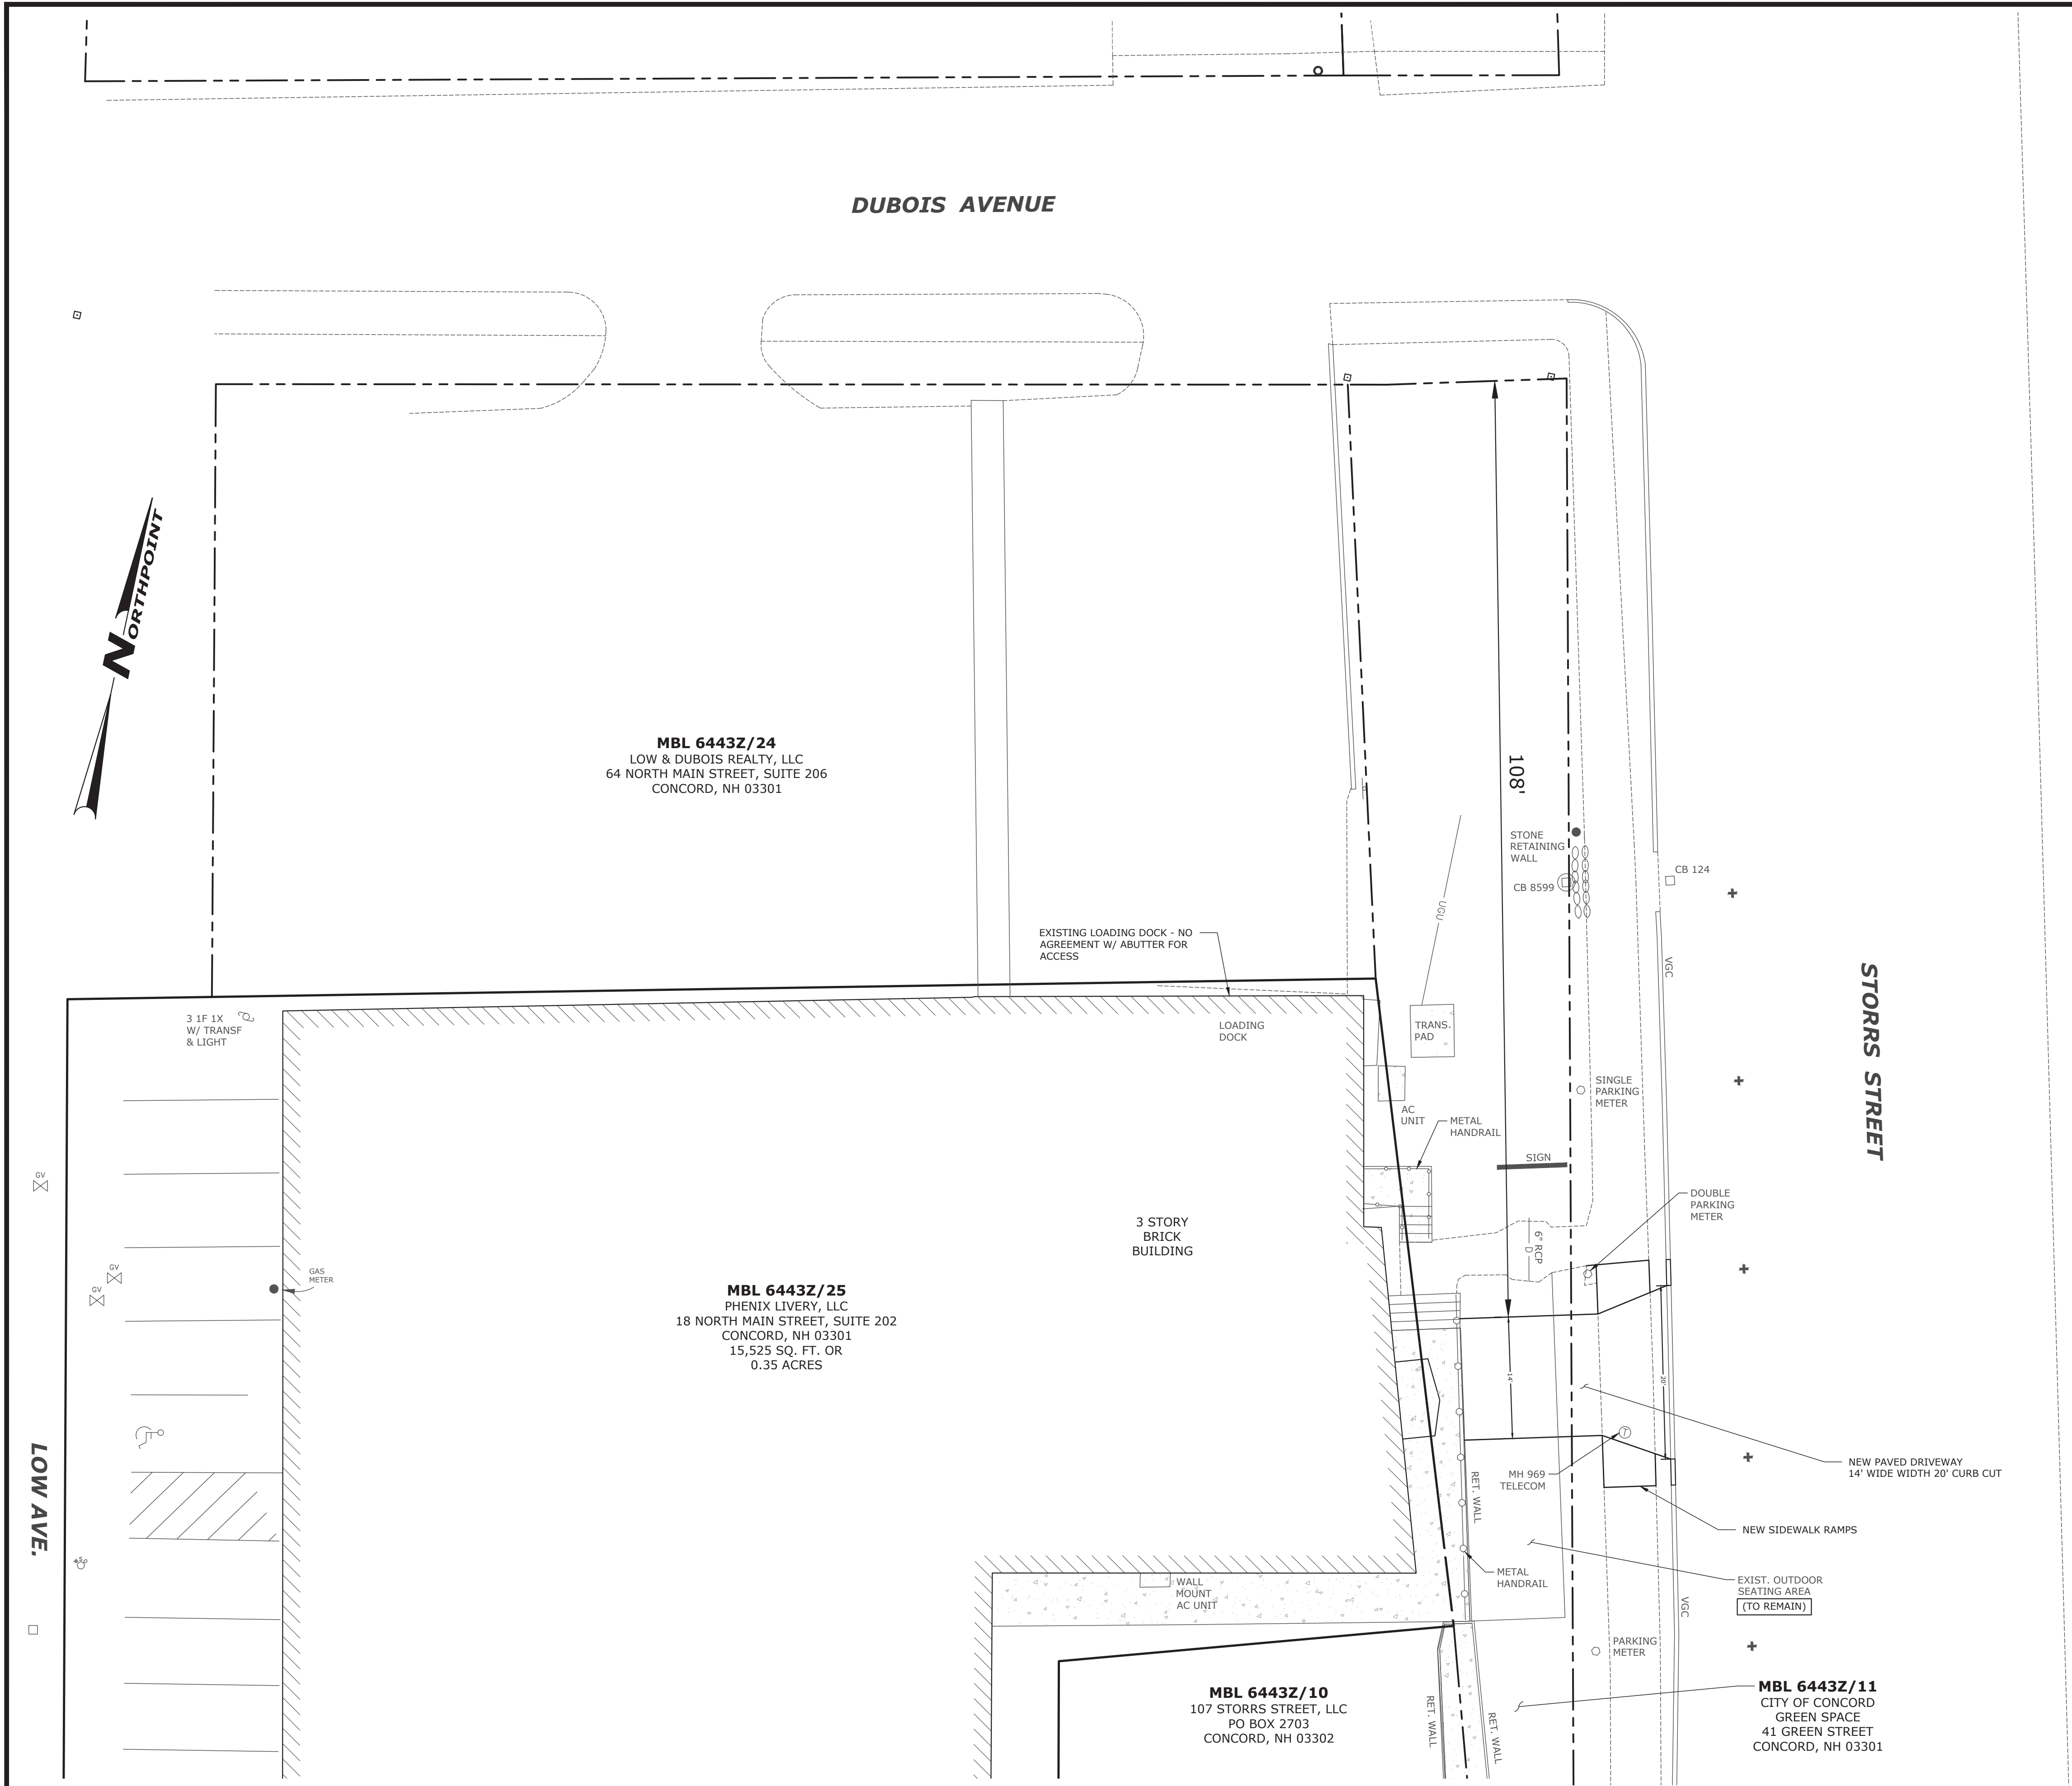 DUBOIS AVENUE
NORTHPOINT
MBL 6443Z/24
LOW & DUBOIS REALTY, LLC
64 NORTH MAIN STREET, SUITE 206
CONCORD, NH 03301
108'
STONE
RETAINING
WALL
CB 8599
CB 124
UGU
EXISTING LOADING DOCK - NO
AGREEMENT W/ ABUTTER FOR
ACCESS
VGC
STORRS STREET
3 1F 1X
W/ TRANSF
& LIGHT
LOADING
DOCK
TRANS.
PAD
SINGLE
PARKING
METER
AC
UNIT
METAL
HANDRAIL
SIGN
GV
DOUBLE
PARKING
METER
3 STORY
BRICK
BUILDING
6" RCP
D
GV
GV
GAS
METER
MBL 6443Z/25
PHENIX LIVERY, LLC
18 NORTH MAIN STREET, SUITE 202
CONCORD, NH 03301
15,525 SQ. FT. OR
0.35 ACRES
14'
20'
T
LOW AVE.
NEW PAVED DRIVEWAY
14' WIDE WIDTH 20' CURB CUT
MH 969
TELECOM
RET. WALL
NEW SIDEWALK RAMPS
METAL
HANDRAIL
WALL
MOUNT
AC UNIT
EXIST. OUTDOOR
SEATING AREA
(TO REMAIN)
VGC
PARKING
METER
MBL 6443Z/10
107 STORRS STREET, LLC
PO BOX 2703
CONCORD, NH 03302
RET. WALL
RET. WALL
MBL 6443Z/11
CITY OF CONCORD
GREEN SPACE
41 GREEN STREET
CONCORD, NH 03301